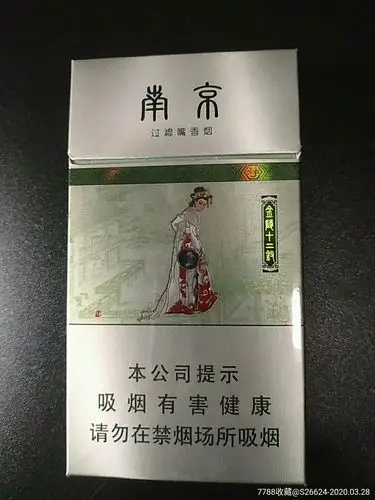 南京
过滤嘴香烟
金陵十二钗
本公司提示
吸烟有害健康
请勿在禁烟场所吸烟
7788收藏@S26624-2020.03.28